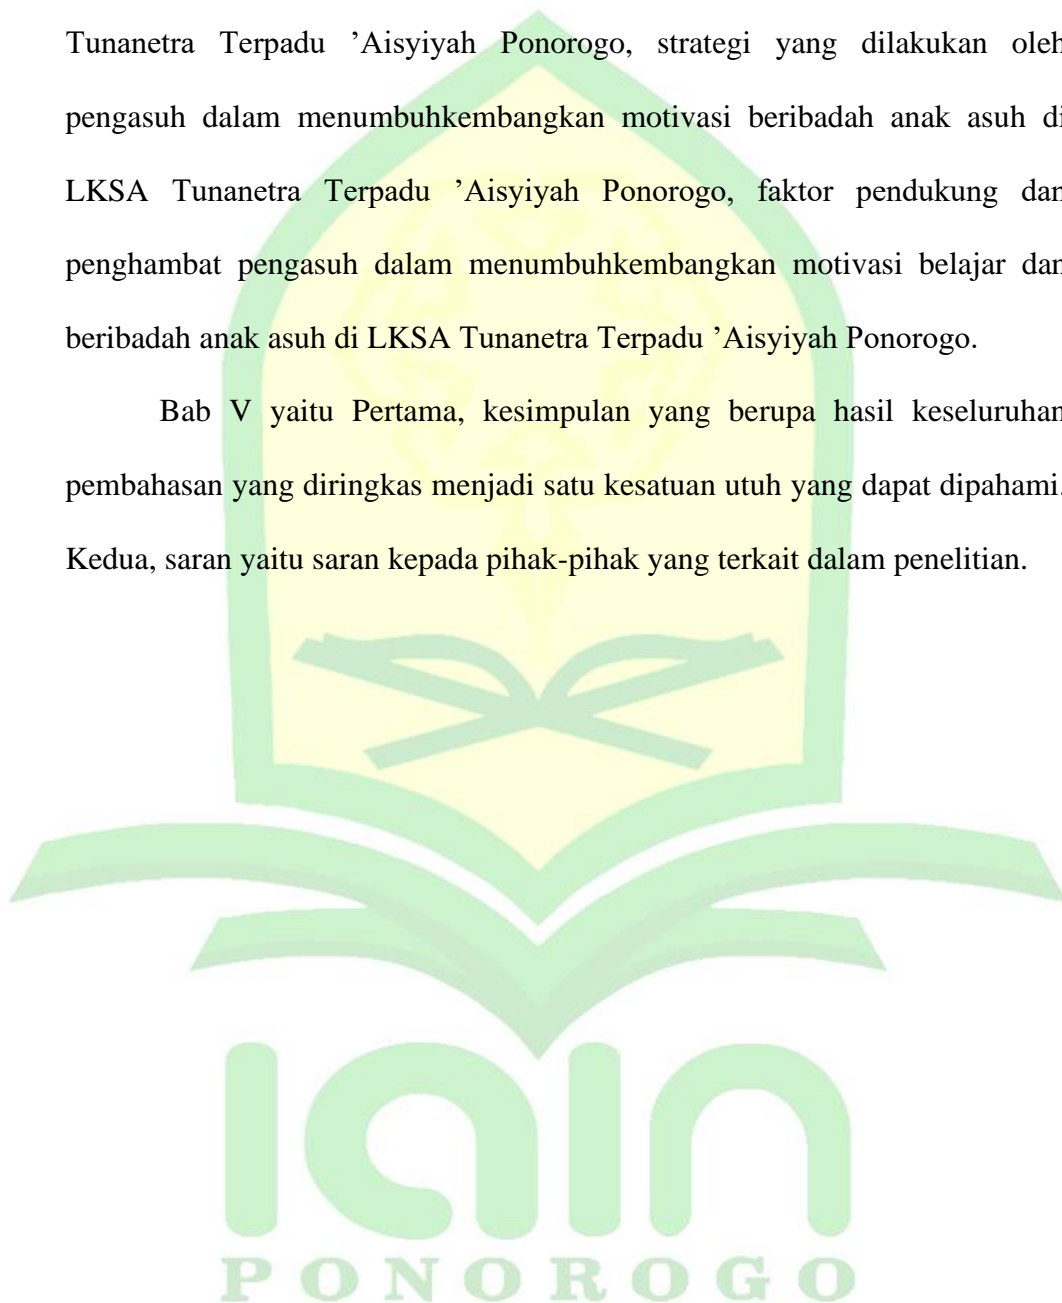 Tunanetra Terpadu ’Aisyiyah Ponorogo, strategi yang dilakukan oleh
pengasuh dalam menumbuhkembangkan motivasi beribadah anak asuh di
LKSA Tunanetra Terpadu ’Aisyiyah Ponorogo, faktor pendukung dan
penghambat pengasuh dalam menumbuhkembangkan motivasi belajar dan
beribadah anak asuh di LKSA Tunanetra Terpadu ’Aisyiyah Ponorogo.
Bab V yaitu Pertama, kesimpulan yang berupa hasil keseluruhan
pembahasan yang diringkas menjadi satu kesatuan utuh yang dapat dipahami.
Kedua, saran yaitu saran kepada pihak-pihak yang terkait dalam penelitian.
IAIN
PONOROGO